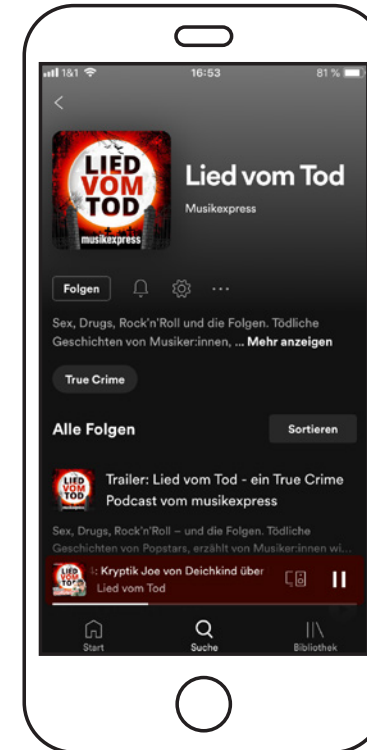 1&1 16:53 81 %
LIED
VOM
TOD
musikexpress
Lied vom Tod
Musikexpress
Folgen
Sex, Drugs, Rock'n'Roll und die Folgen. Tödliche
Geschichten von Musiker:innen, ... Mehr anzeigen
True Crime
Alle Folgen
Sortieren
LIED
VOM
TOD
Trailer: Lied vom Tod - ein True Crime
Podcast vom musikexpress
Sex, Drugs, Rock'n'Roll – und die Folgen. Tödliche
Geschichten von Popstars, erzählt von Musiker:innen wi...
: Kryptik Joe von Deichkind über
Lied vom Tod
Start
Suche
Bibliothek